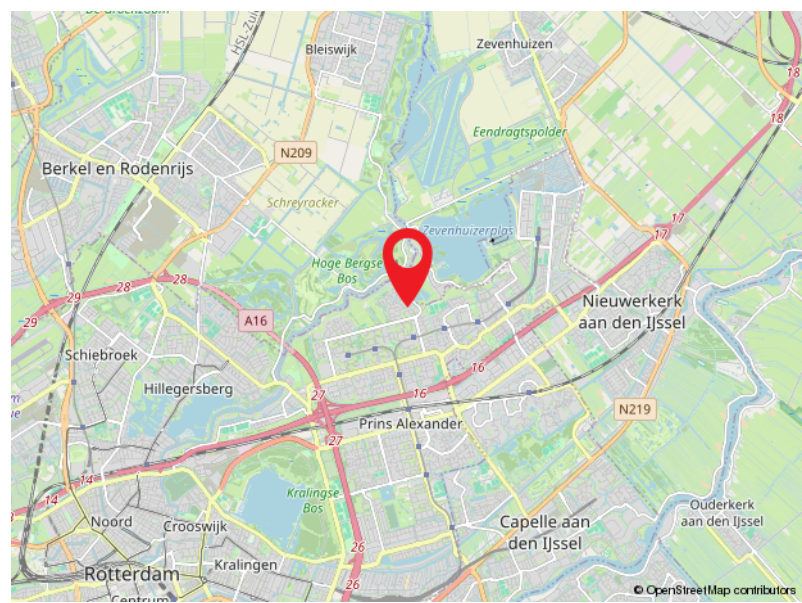 De Groenzoom
HSL-Zuid
Bleiswijk
Zevenhuizen
18
18
Eendragtspolder
N209
Berkel en Rodenrijs
Schreyracker
17
17
Zevenhuizerplas
Hoge Bergse
Bos
28
28
29
29
Nieuwerkerk
aan den IJssel
A16
Schiebroek
16
Hillegersberg
27
16
N219
Prins Alexander
27
14
14
Kralingse
Bos
Ouderkerk
aan den IJssel
Noord
Crooswijk
Capelle aan
den IJssel
26
Kralingen
Rotterdam
26
Centrum
© OpenStreetMap contributors